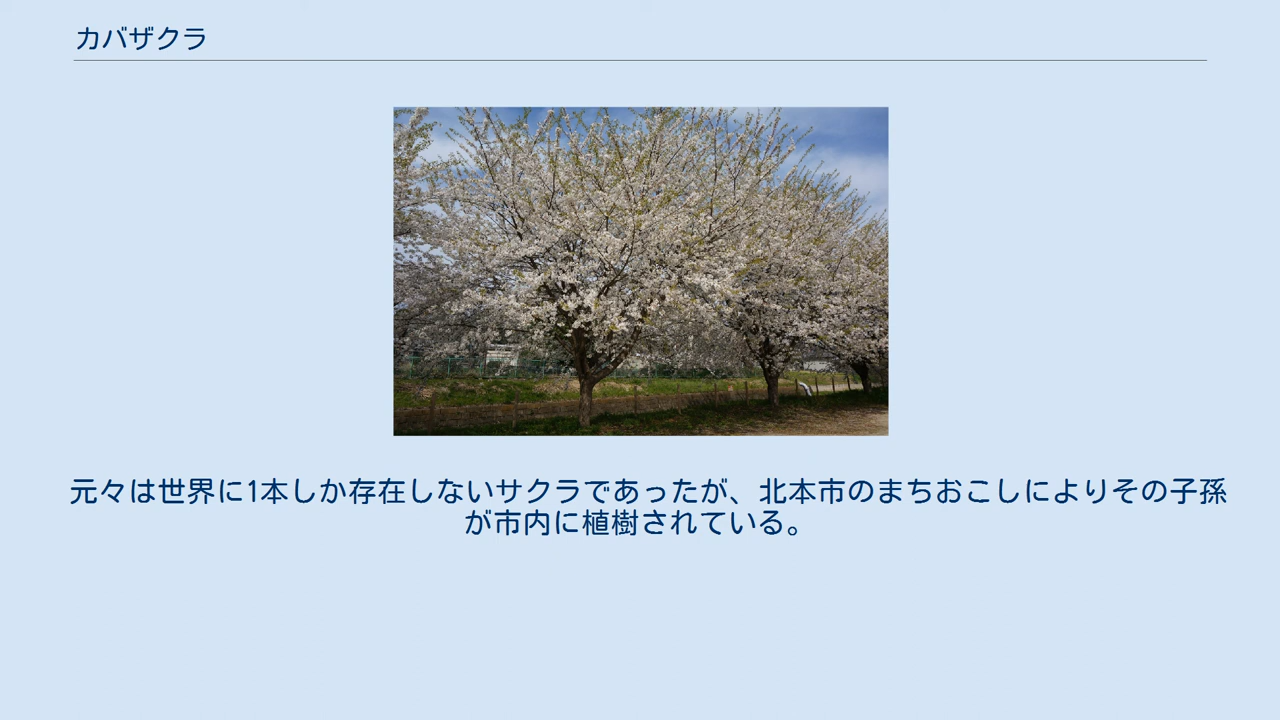 カバザクラ
元々は世界に1本しか存在しないサクラであったが、北本市のまちおこしによりその子孫
が市内に植樹されている。